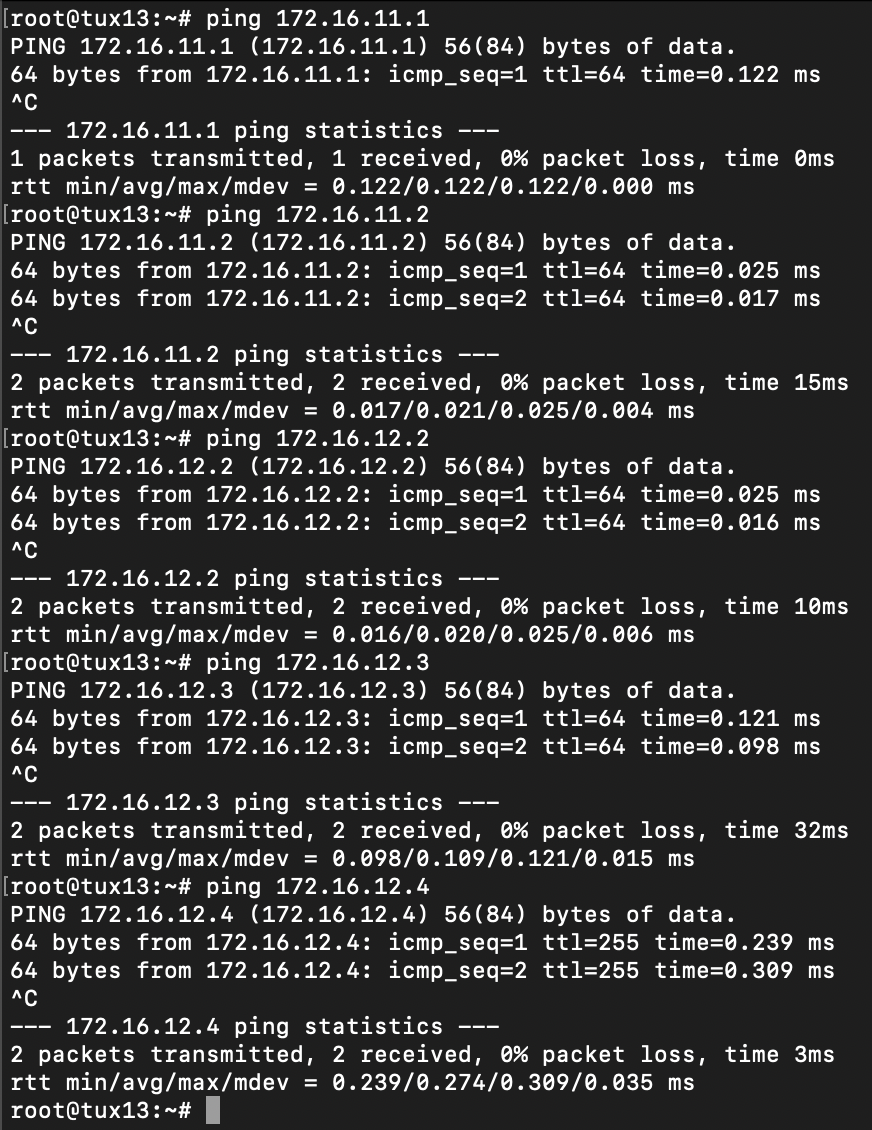 [root@tux13:~# ping 172.16.11.1
PING 172.16.11.1 (172.16.11.1) 56(84) bytes of data.
64 bytes from 172.16.11.1: icmp_seq=1 ttl=64 time=0.122 ms
^C
--- 172.16.11.1 ping statistics ---
1 packets transmitted, 1 received, 0% packet loss, time 0ms
rtt min/avg/max/mdev = 0.122/0.122/0.122/0.000 ms
[root@tux13:~# ping 172.16.11.2
PING 172.16.11.2 (172.16.11.2) 56(84) bytes of data.
64 bytes from 172.16.11.2: icmp_seq=1 ttl=64 time=0.025 ms
64 bytes from 172.16.11.2: icmp_seq=2 ttl=64 time=0.017 ms
^C
--- 172.16.11.2 ping statistics ---
2 packets transmitted, 2 received, 0% packet loss, time 15ms
rtt min/avg/max/mdev = 0.017/0.021/0.025/0.004 ms
[root@tux13:~# ping 172.16.12.2
PING 172.16.12.2 (172.16.12.2) 56(84) bytes of data.
64 bytes from 172.16.12.2: icmp_seq=1 ttl=64 time=0.025 ms
64 bytes from 172.16.12.2: icmp_seq=2 ttl=64 time=0.016 ms
^C
--- 172.16.12.2 ping statistics ---
2 packets transmitted, 2 received, 0% packet loss, time 10ms
rtt min/avg/max/mdev = 0.016/0.020/0.025/0.006 ms
[root@tux13:~# ping 172.16.12.3
PING 172.16.12.3 (172.16.12.3) 56(84) bytes of data.
64 bytes from 172.16.12.3: icmp_seq=1 ttl=64 time=0.121 ms
64 bytes from 172.16.12.3: icmp_seq=2 ttl=64 time=0.098 ms
^C
--- 172.16.12.3 ping statistics ---
2 packets transmitted, 2 received, 0% packet loss, time 32ms
rtt min/avg/max/mdev = 0.098/0.109/0.121/0.015 ms
[root@tux13:~# ping 172.16.12.4
PING 172.16.12.4 (172.16.12.4) 56(84) bytes of data.
64 bytes from 172.16.12.4: icmp_seq=1 ttl=255 time=0.239 ms
64 bytes from 172.16.12.4: icmp_seq=2 ttl=255 time=0.309 ms
^C
--- 172.16.12.4 ping statistics ---
2 packets transmitted, 2 received, 0% packet loss, time 3ms
rtt min/avg/max/mdev = 0.239/0.274/0.309/0.035 ms
root@tux13:~#